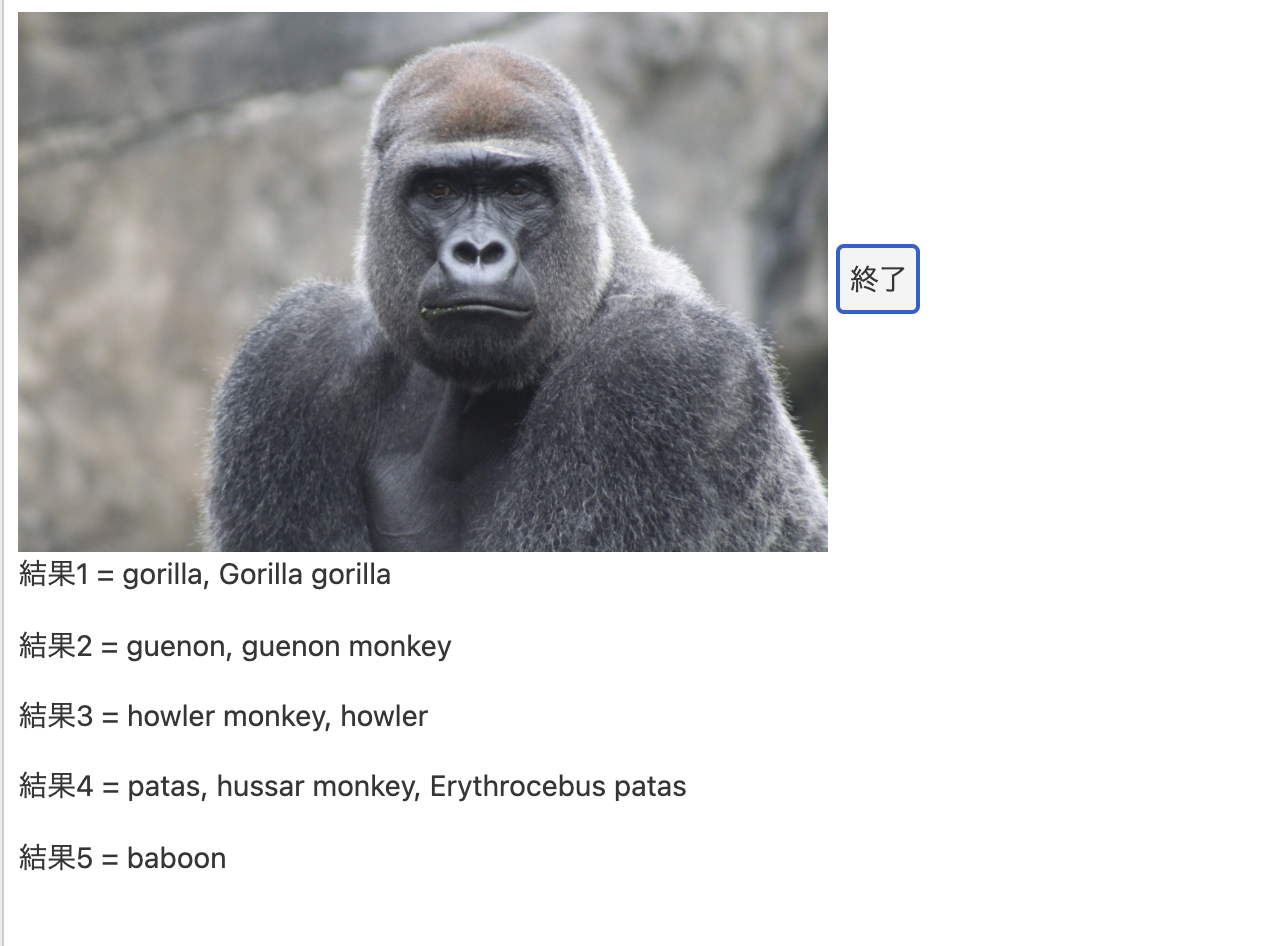 終了
結果1 = gorilla, Gorilla gorilla
結果2 = guenon, guenon monkey
結果3 = howler monkey, howler
結果4 = patas, hussar monkey, Erythrocebus patas
結果5 = baboon